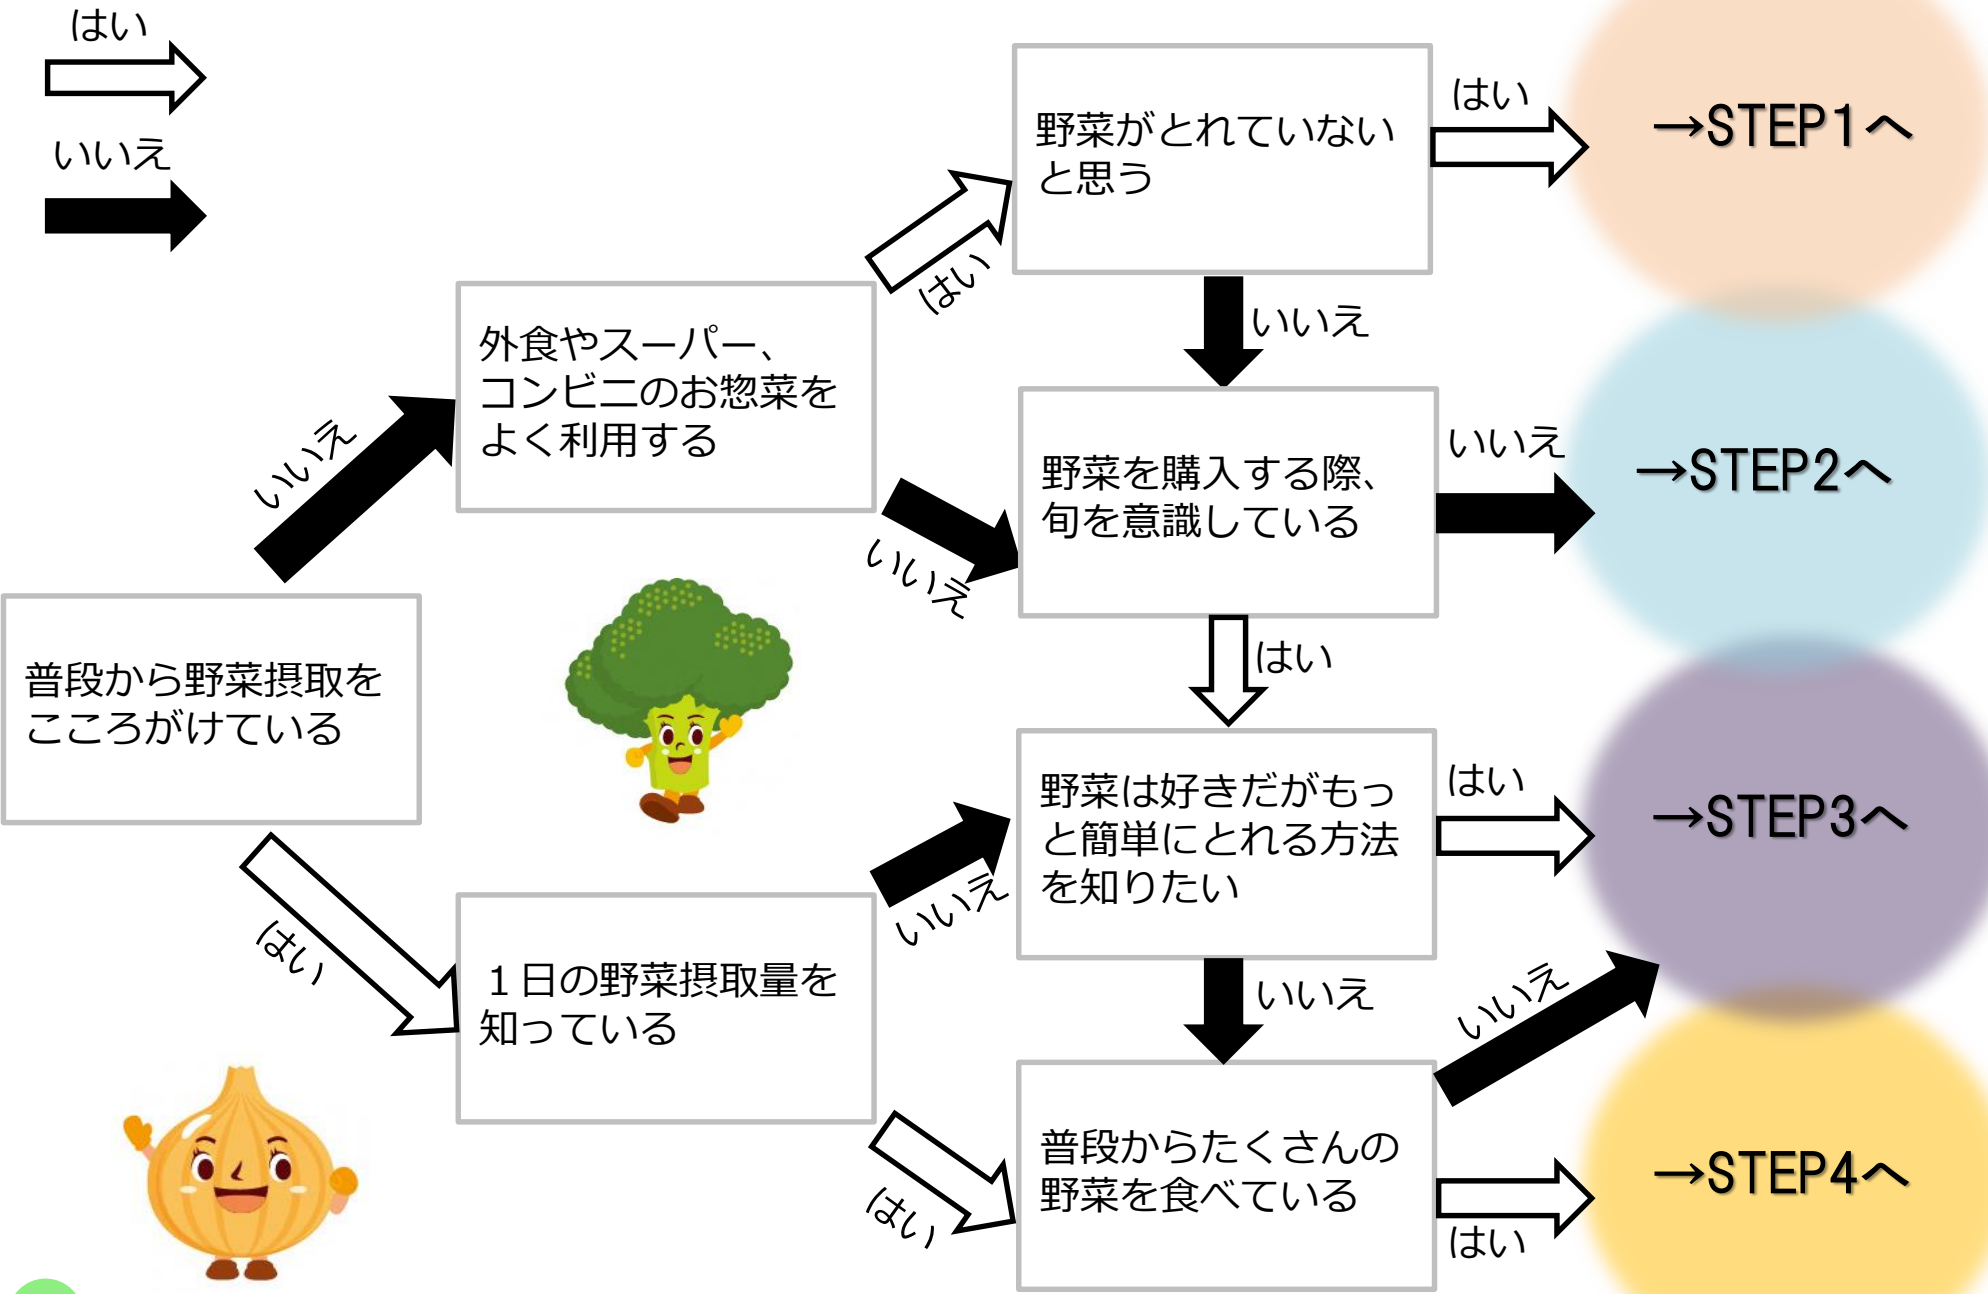 はい
いいえ
野菜がとれていない
と思う
はい
→STEP1へ
はい
いいえ
外食やスーパー、
コンビニのお惣菜を
よく利用する
いいえ
いいえ
野菜を購入する際、
旬を意識している
いいえ
→STEP2へ
はい
普段から野菜摂取を
こころがけている
はい
野菜は好きだがもっ
と簡単にとれる方法
を知りたい
はい
→STEP3へ
いいえ
１日の野菜摂取量を
知っている
いいえ
いいえ
はい
普段からたくさんの
野菜を食べている
はい
→STEP4へ